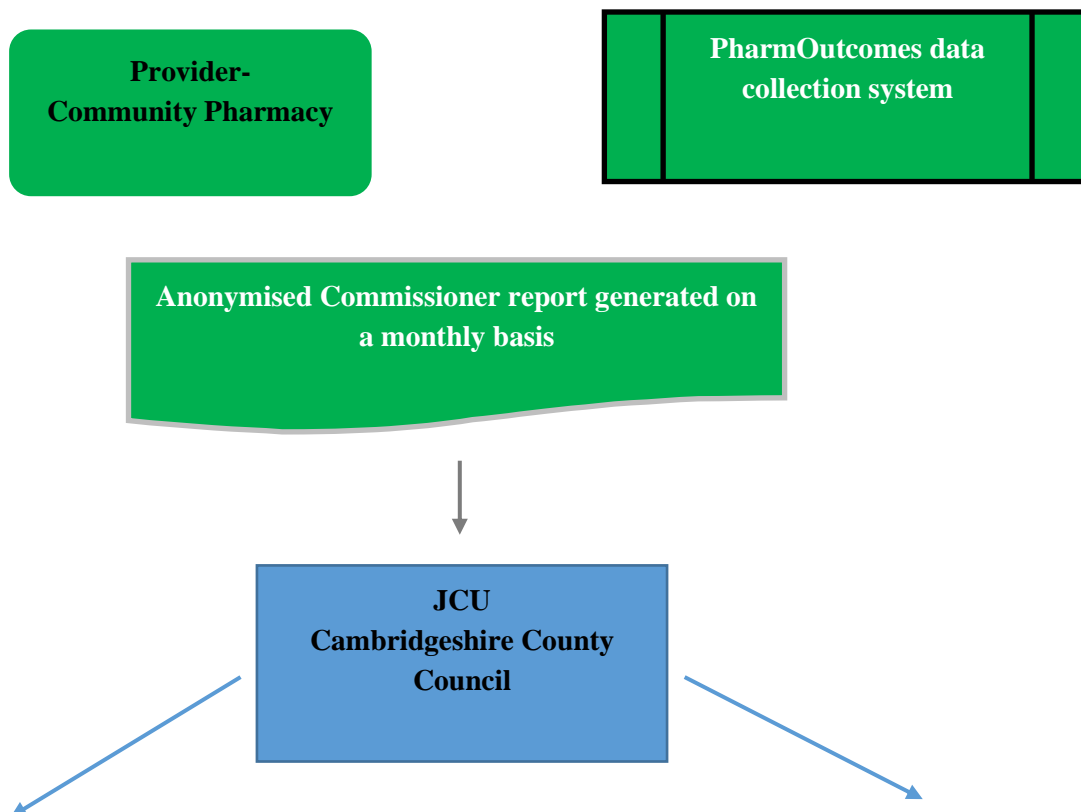 Provider-
Community Pharmacy
PharmOutcomes data
collection system
Anonymised Commissioner report generated on
a monthly basis
JCU
Cambridgeshire County
Council